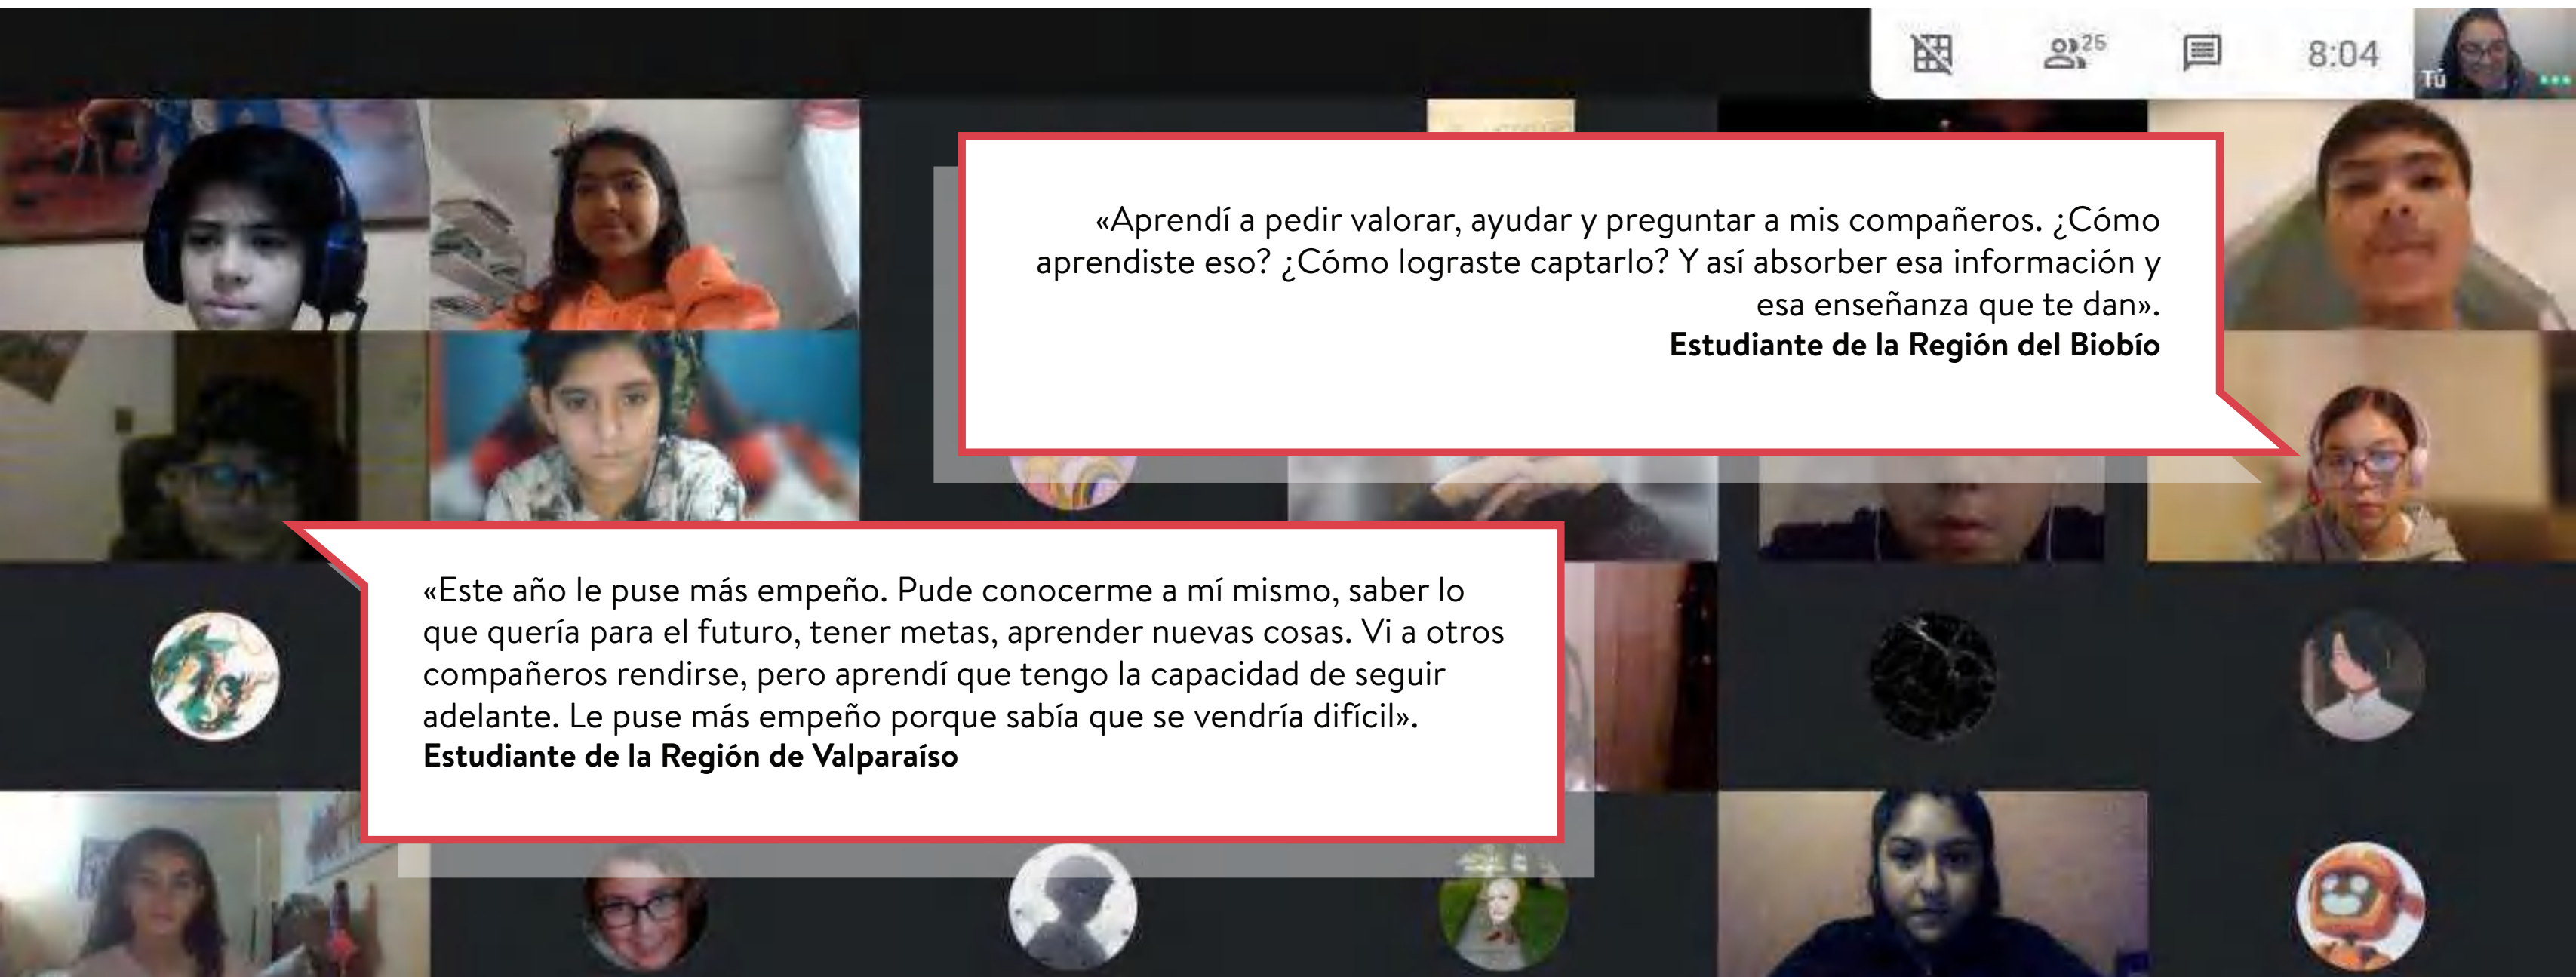 25
8:04
Tú
«Aprendí a pedir valorar, ayudar y preguntar a mis compañeros. ¿Cómo
aprendiste eso? ¿Cómo lograste captarlo? Y así absorber esa información y
esa enseñanza que te dan».
Estudiante de la Región del Biobío
«Este año le puse más empeño. Pude conocerme a mí mismo, saber lo
que quería para el futuro, tener metas, aprender nuevas cosas. Vi a otros
compañeros rendirse, pero aprendí que tengo la capacidad de seguir
adelante. Le puse más empeño porque sabía que se vendría difícil».
Estudiante de la Región de Valparaíso